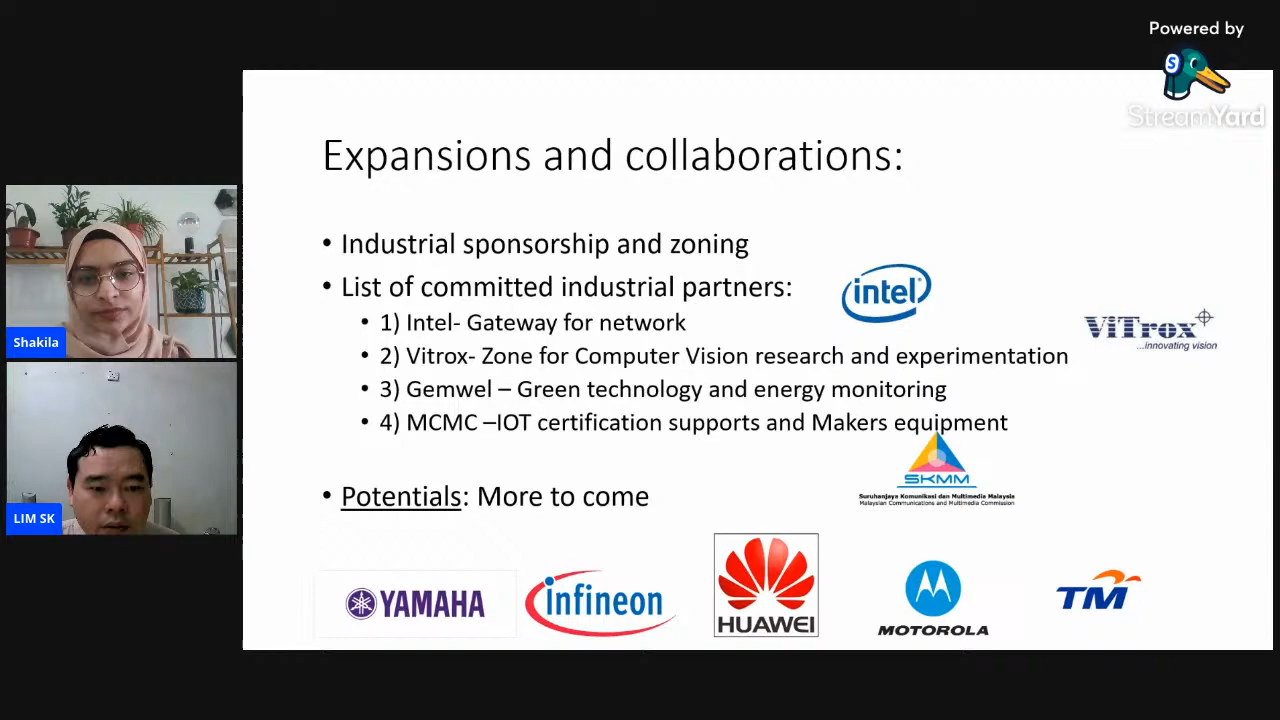 Powered by
S
StreamYard
Expansions and collaborations:
• Industrial sponsorship and zoning
• List of committed industrial partners:
intel®
• 1) Intel- Gateway for network
ViTrox
...innovating vision
• 2) Vitrox- Zone for Computer Vision research and experimentation
• 3) Gemwel – Green technology and energy monitoring
• 4) MCMC –IOT certification supports and Makers equipment
SKMM
Suruhanjaya Komunikasi dan Multimedia Malaysia
Malaysian Communications and Multimedia Commission
• Potentials: More to come
YAMAHA
infineon
HUAWEI
MOTOROLA
TM
Shakila
LIM SK